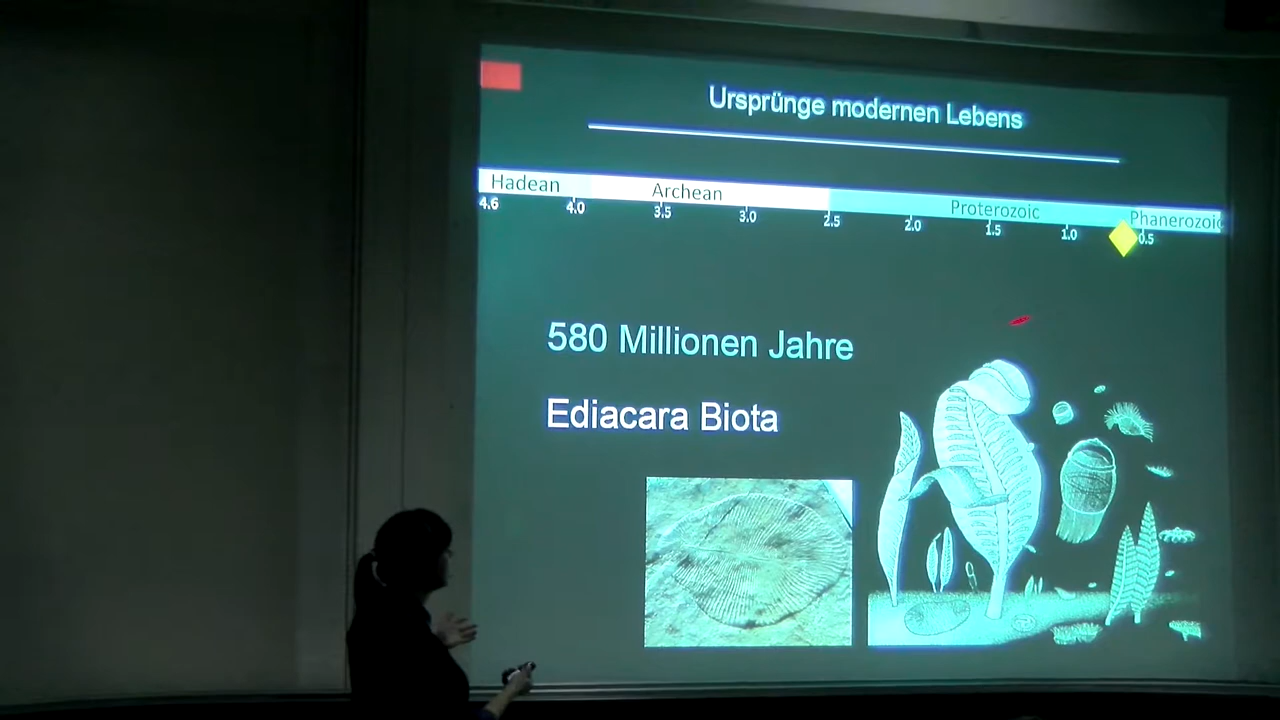 Ursprünge modernen Lebens
Hadean Archean Proterozoic Phanerozoic
4.6 4.0 3.5 3.0 2.5 2.0 1.5 1.0 0.5
580 Millionen Jahre
Ediacara Biota